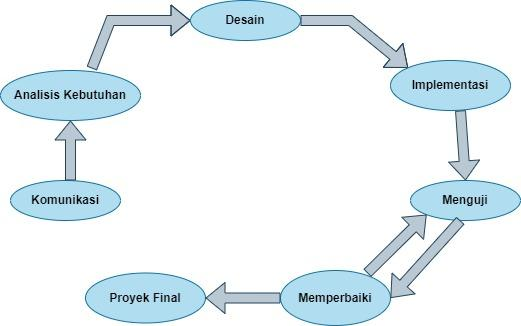 Desain
Analisis Kebutuhan
Implementasi
Komunikasi
Menguji
Proyek Final
Memperbaiki